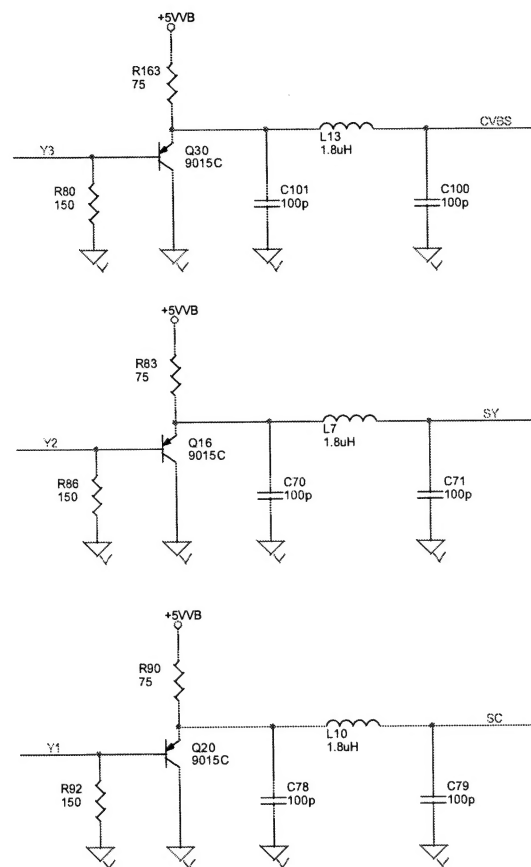 +5VVB
R163
75
L13
1.8uH
CVBS
Y3
Q30
9015C
R80
150
C101
100p
C100
100p
+5VVB
R83
75
L7
1.8uH
SY
Y2
Q16
9015C
R86
150
C70
100p
C71
100p
+5VVB
R90
75
L10
1.8uH
SC
Y1
Q20
9015C
R92
150
C78
100p
C79
100p